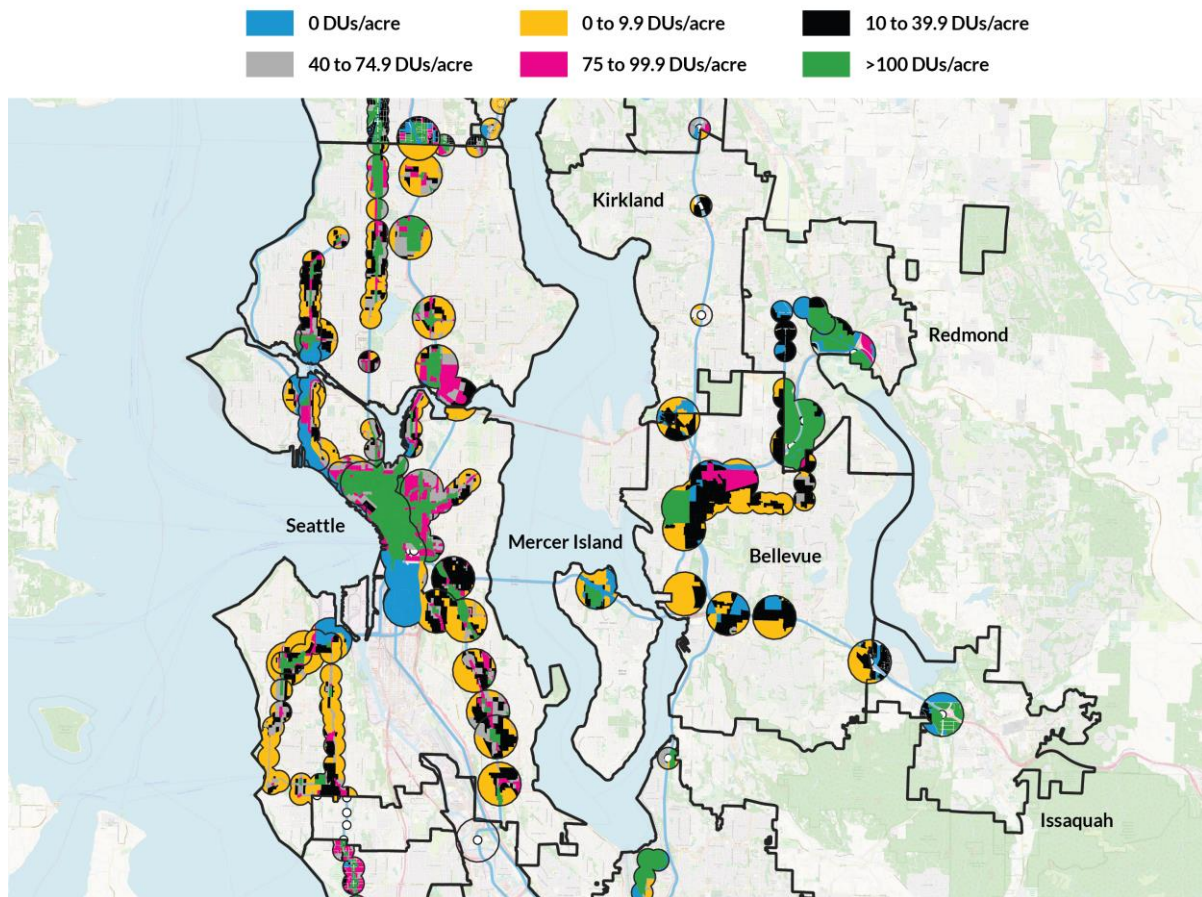 0 DUs/acre
0 to 9.9 DUs/acre
10 to 39.9 DUs/acre
40 to 74.9 DUs/acre
75 to 99.9 DUs/acre
>100 DUs/acre
Kirkland
Redmond
Seattle
Mercer Island
Bellevue
Issaquah